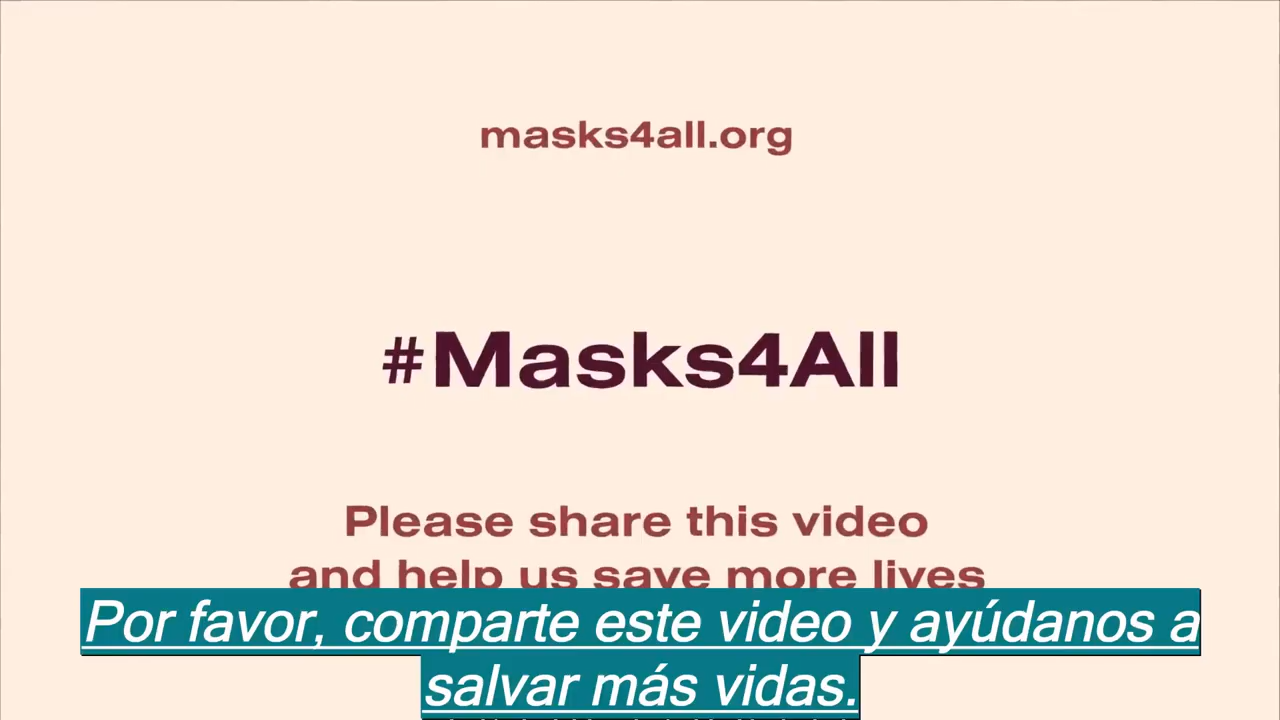 masks4all.org
#Masks4All
Please share this video
and help us save more lives
Por favor, comparte este video y ayúdanos a
salvar más vidas.